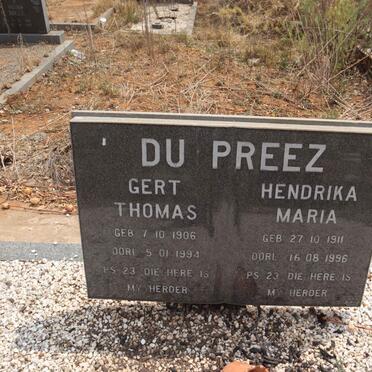 DU PREEZ
GERT
THOMAS
GEB 7·10·1906
OORL 5·01·1994
PS 23 DIE HERE IS
MY HERDER
HENDRIKA
MARIA
GEB 27·10·1911
OORL 16·08·1996
PS 23 DIE HERE IS
MY HERDER